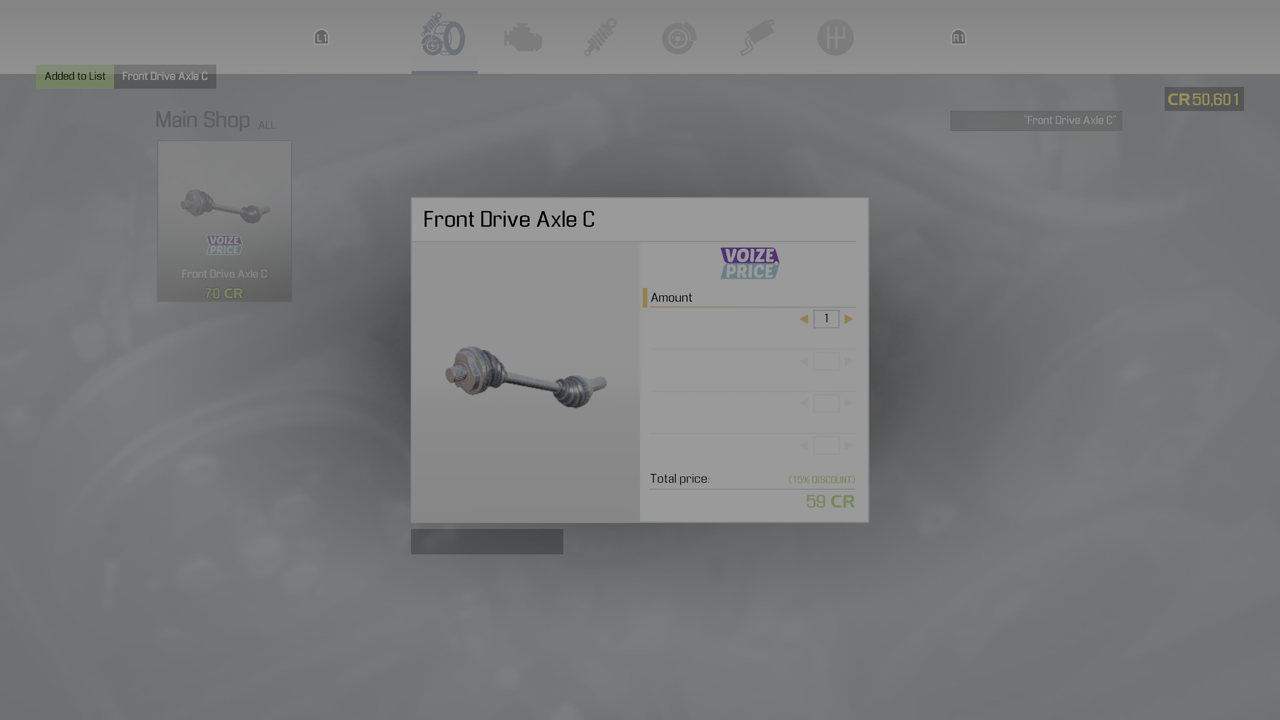 L1
R1
Added to List
Front Drive Axle C
CR 50,601
Main Shop ALL
"Front Drive Axle C"
VOIZE
PRICE
Front Drive Axle C
70 CR
Front Drive Axle C
VOIZE
PRICE
Amount
1
Total price:
(15% DISCOUNT)
59 CR